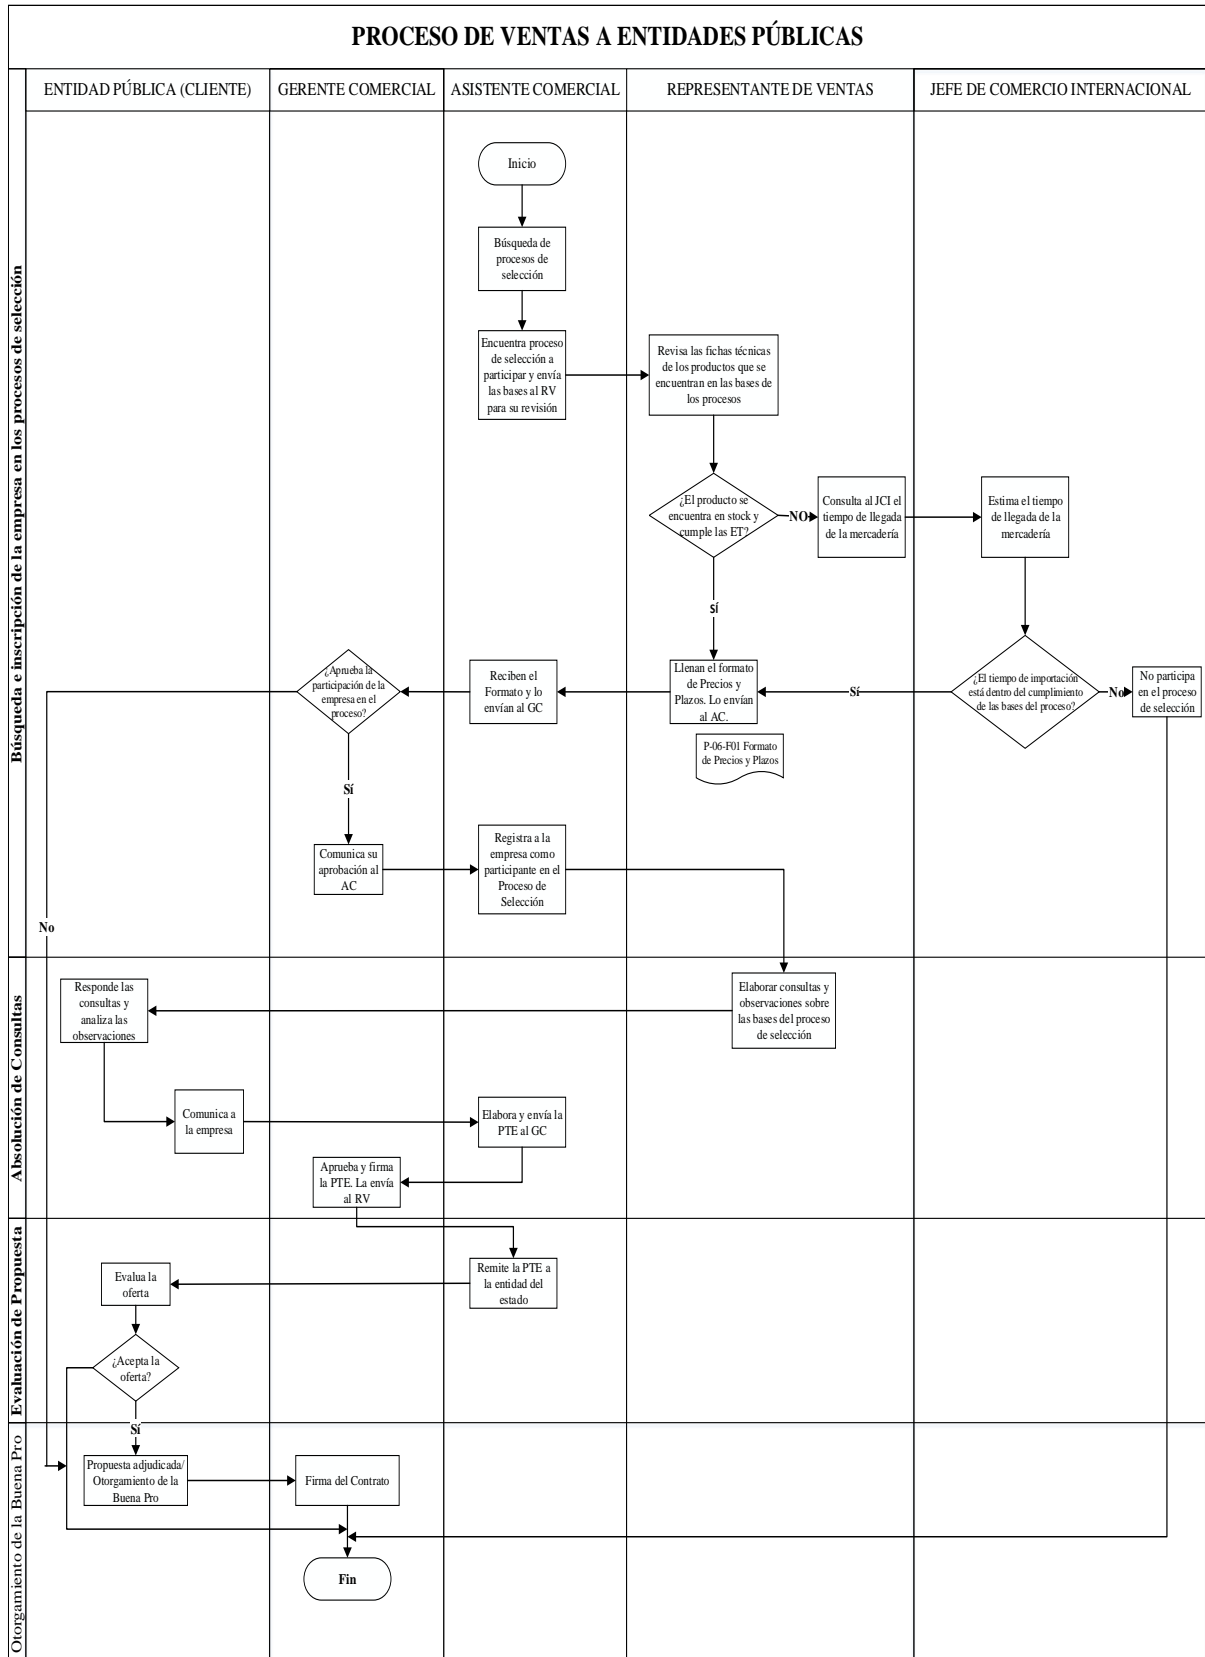 PROCESO DE VENTAS A ENTIDADES PÚBLICAS
ENTIDAD PÚBLICA (CLIENTE)
GERENTE COMERCIAL
ASISTENTE COMERCIAL
REPRESENTANTE DE VENTAS
JEFE DE COMERCIO INTERNACIONAL
Búsqueda e inscripción de la empresa en los procesos de selección
Inicio
Búsqueda de
procesos de
selección
Encuentra proceso
de selección a
participar y envía
las bases al RV
para su revisión
Revisa las fichas técnicas
de los productos que se
encuentran en las bases de
los procesos
¿El producto se
encuentra en stock y
cumple las ET?
NO
Consulta al JCI el
tiempo de llegada
de la mercadería
Estima el tiempo
de llegada de la
mercadería
SÍ
¿Aprueba la
participación de la
empresa en el
proceso?
Reciben el
Formato y lo
envían al GC
Llenan el formato
de Precios y
Plazos. Lo envían
al AC.
Sí
¿El tiempo de importación
está dentro del cumplimiento
de las bases del proceso?
No
No participa
en el proceso
de selección
P-06-F01 Formato
de Precios y Plazos
Sí
Comunica su
aprobación al
AC
Registra a la
empresa como
participante en el
Proceso de
Selección
No
Absolución de Consultas
Responde las
consultas y
analiza las
observaciones
Elaborar consultas y
observaciones sobre
las bases del proceso
de selección
Comunica a
la empresa
Elabora y envía la
PTE al GC
Aprueba y firma
la PTE. La envía
al RV
Evaluación de Propuesta
Evalua la
oferta
Remite la PTE a
la entidad del
estado
¿Acepta la
oferta?
Sí
Otorgamiento de la Buena Pro
Propuesta adjudicada/
Otorgamiento de la
Buena Pro
Firma del Contrato
Fin